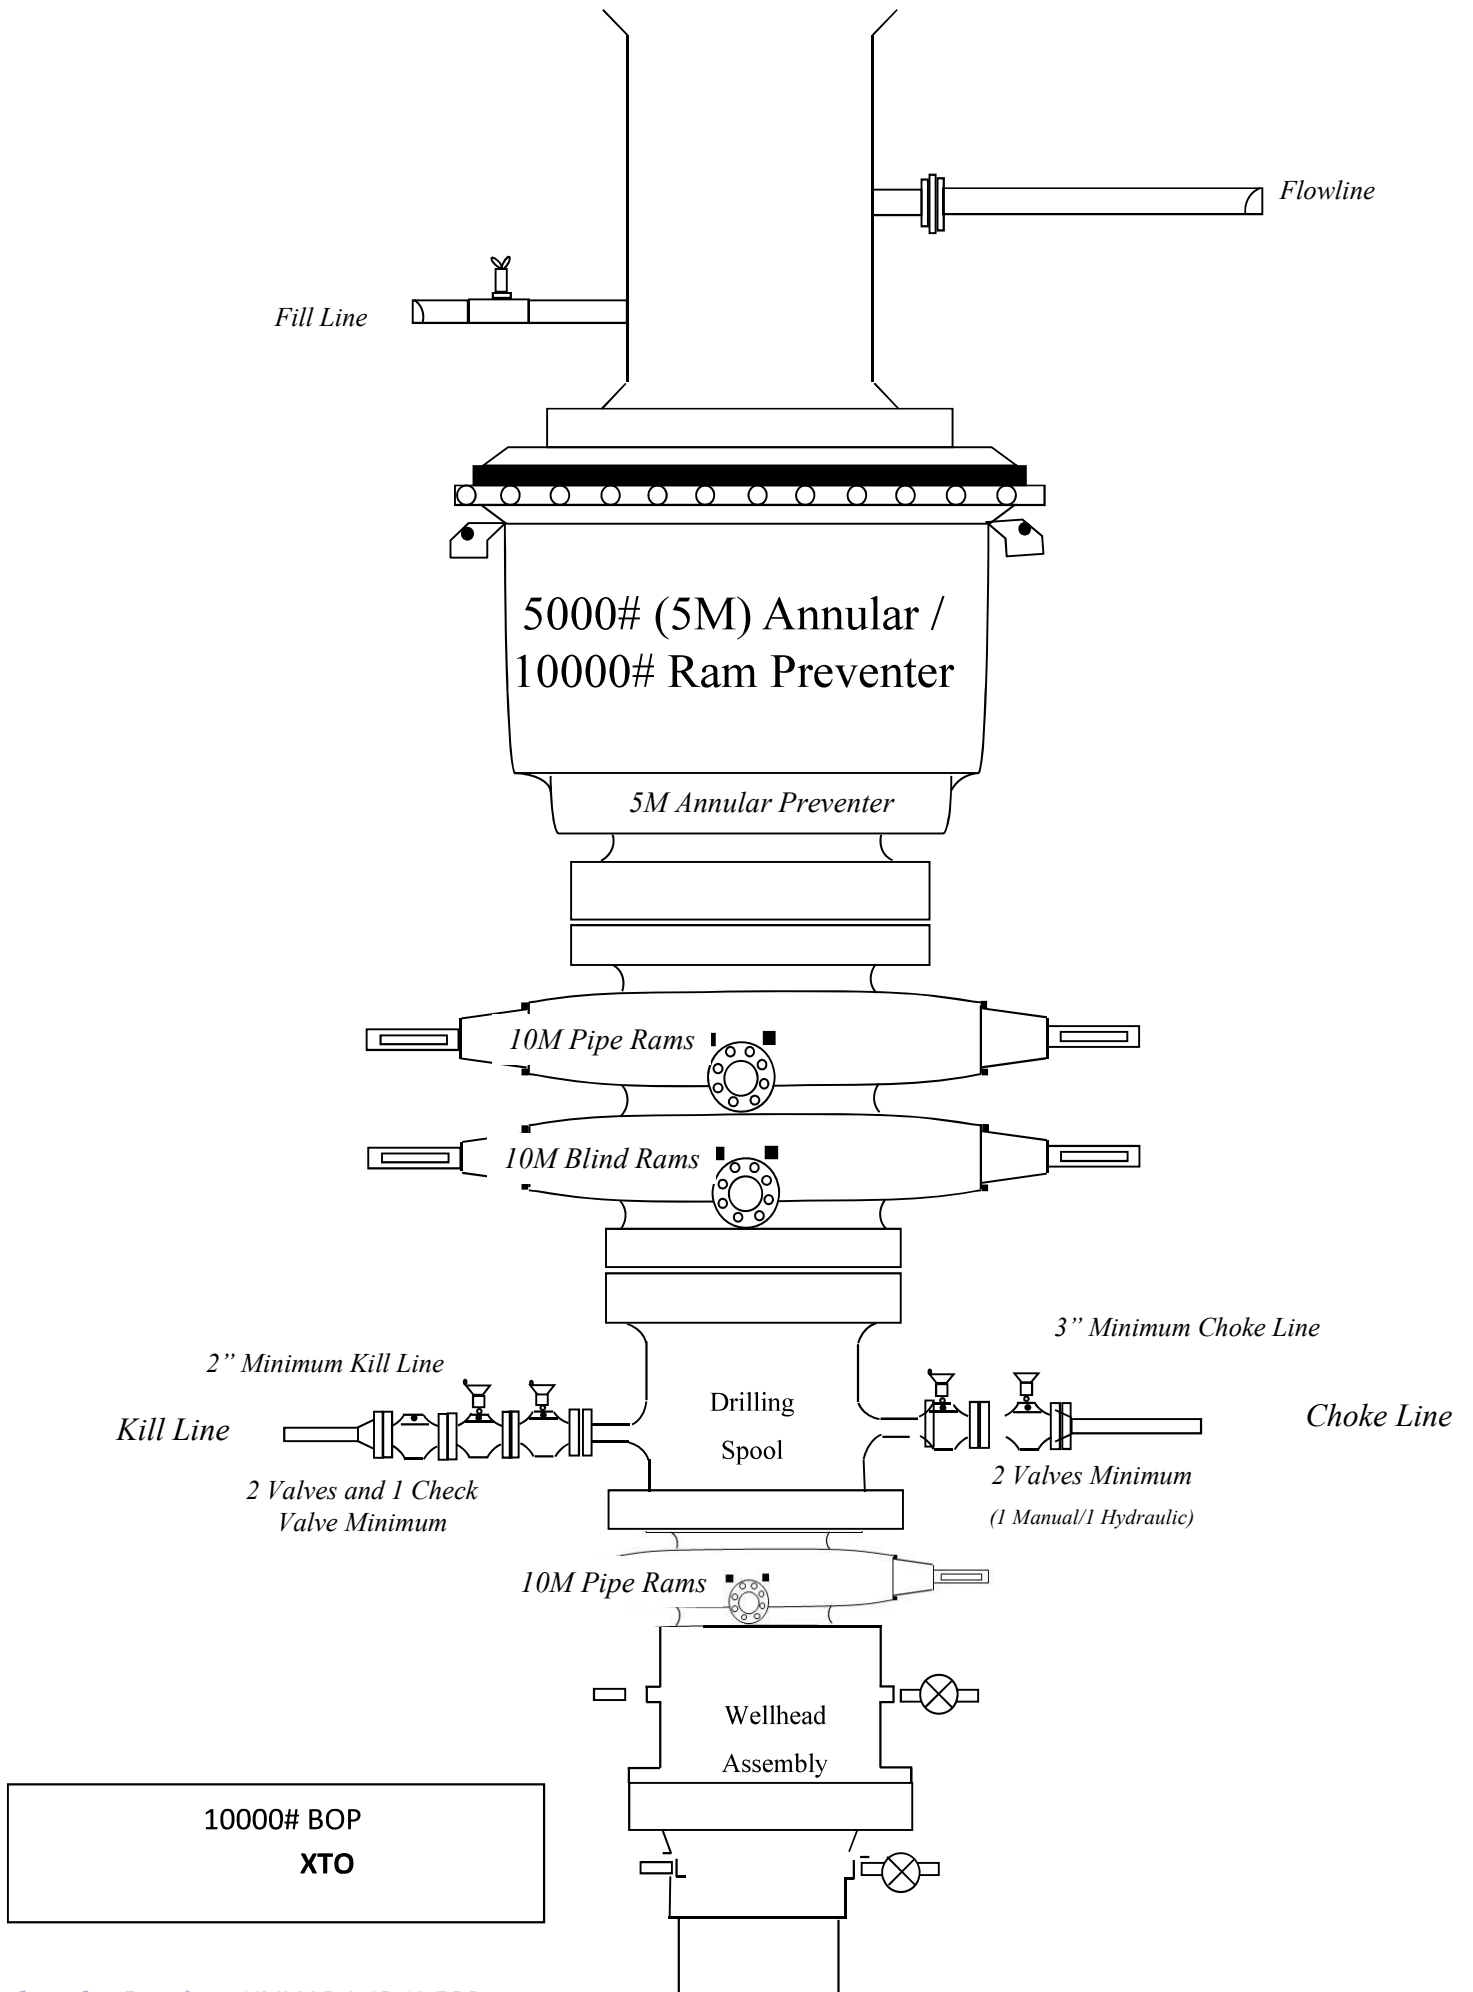 Flowline
Fill Line
5000# (5M) Annular /
10000# Ram Preventer
5M Annular Preventer
10M Pipe Rams
10M Blind Rams
3” Minimum Choke Line
2” Minimum Kill Line
Drilling
Spool
Kill Line
Choke Line
2 Valves and 1 Check
Valve Minimum
2 Valves Minimum
(1 Manual/1 Hydraulic)
10M Pipe Rams
Wellhead
Assembly
10000# BOP
XTO